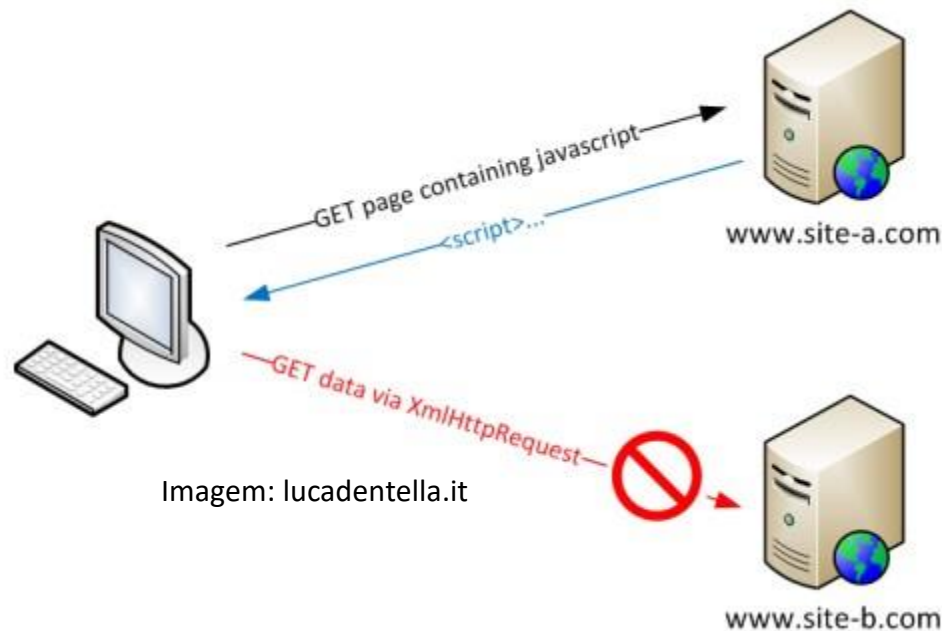 GET page containing javascript
<script>...
www.site-a.com
GET data via XmlHttpRequest
Imagem: lucadentella.it
www.site-b.com